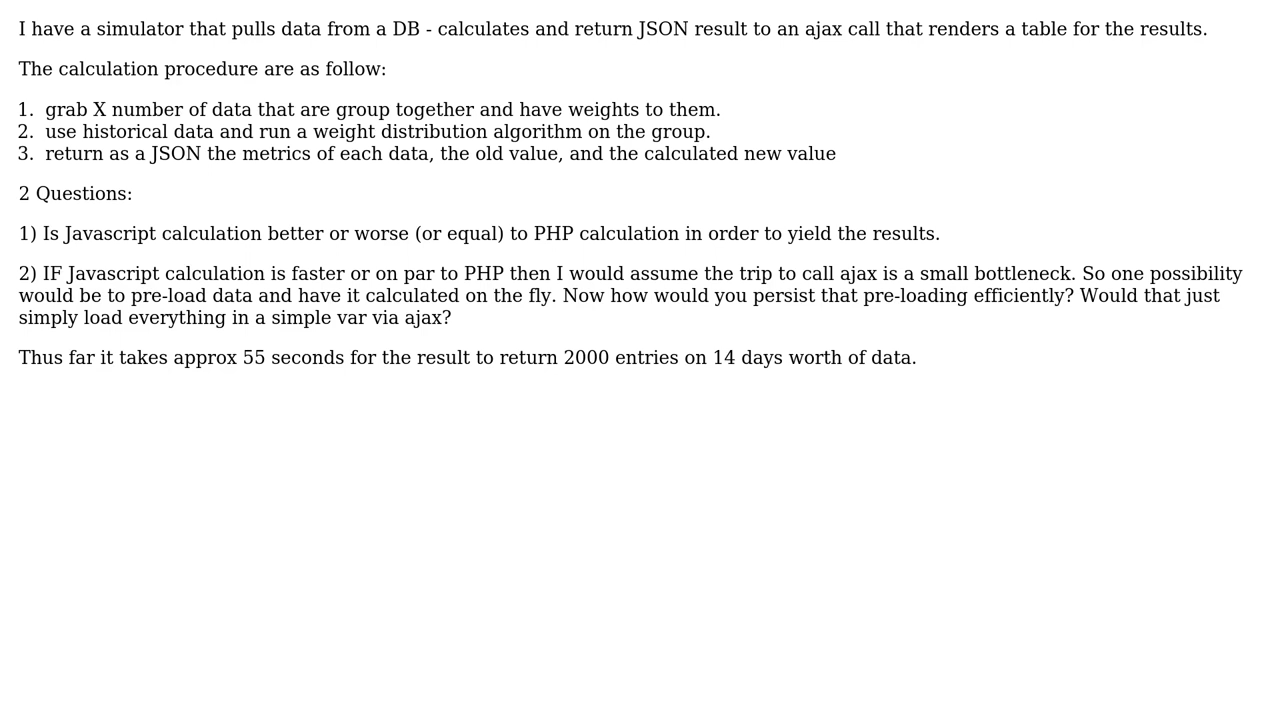 I have a simulator that pulls data from a DB - calculates and return JSON result to an ajax call that renders a table for the results.
The calculation procedure are as follow:
1. grab X number of data that are group together and have weights to them.
2. use historical data and run a weight distribution algorithm on the group.
3. return as a JSON the metrics of each data, the old value, and the calculated new value
2 Questions:
1) Is Javascript calculation better or worse (or equal) to PHP calculation in order to yield the results.
2) IF Javascript calculation is faster or on par to PHP then I would assume the trip to call ajax is a small bottleneck. So one possibility
would be to pre-load data and have it calculated on the fly. Now how would you persist that pre-loading efficiently? Would that just
simply load everything in a simple var via ajax?
Thus far it takes approx 55 seconds for the result to return 2000 entries on 14 days worth of data.